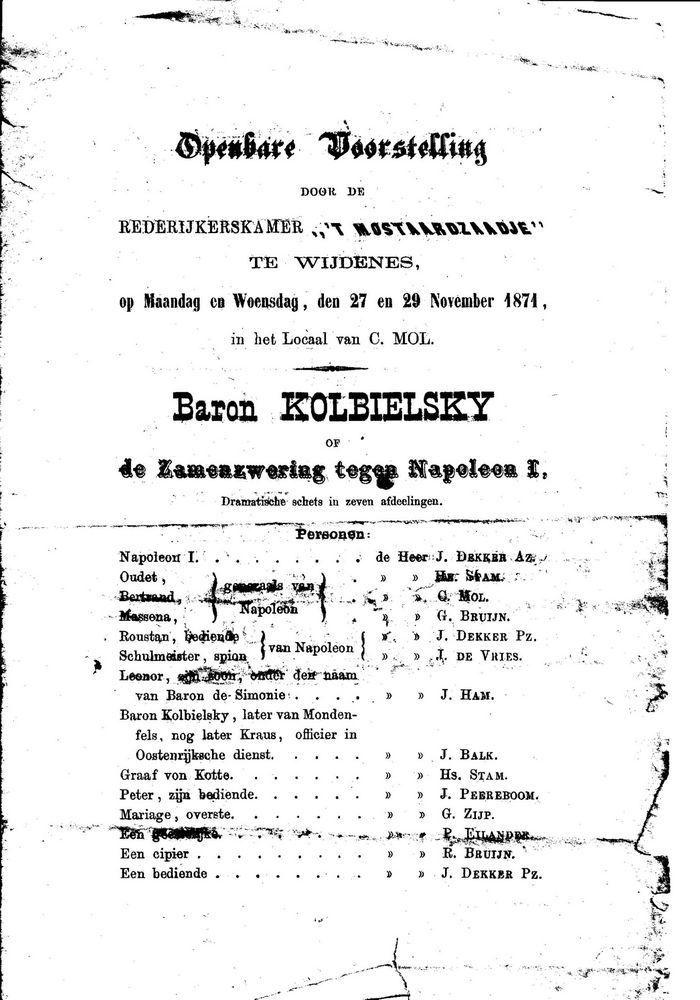 Openbare Voorstelling
DOOR DE
REDERIJKERSKAMER „'T MOSTAARDZAADJE"
TE WIJDENES,
op Maandag en Woensdag, den 27 en 29 November 1871,
in het Locaal van C. MOL.
Baron KOLBIELSKY
OF
de Zamenzwering tegen Napoleon I,
Dramatische schets in zeven afdeelingen.
Personen:
Napoleon I. . . . . . . . . de Heer J. DEKKER AZ.
Oudet, . » » HS. STAM.
generaals van
Bertrand, . » » C. MOL.
Napoleon
Massena, . » » G. BRUIJN.
Roustan, bediende » » J. DEKKER PZ.
van Napoleon
Schulmeister, spion » » J. DE VRIES.
Leonor, zijn zoon, onder den naam
van Baron de Simonie . . . . » » J. HAM.
Baron Kolbielsky, later van Monden-
fels, nog later Kraus, officier in
Oostenrijksche dienst. . . . . » » J. BALK.
Graaf von Kotte. . . . . . . » » HS. STAM.
Peter, zijn bediende. . . . . . » » J. PEEREBOOM.
Mariage, overste. . . . . . . » » G. ZIJP.
Een . . . . . . » » P. EILANDER.
Een cipier . . . . . . . . . » » R. BRUIJN.
Een bediende . . . . . . . . » » J. DEKKER PZ.